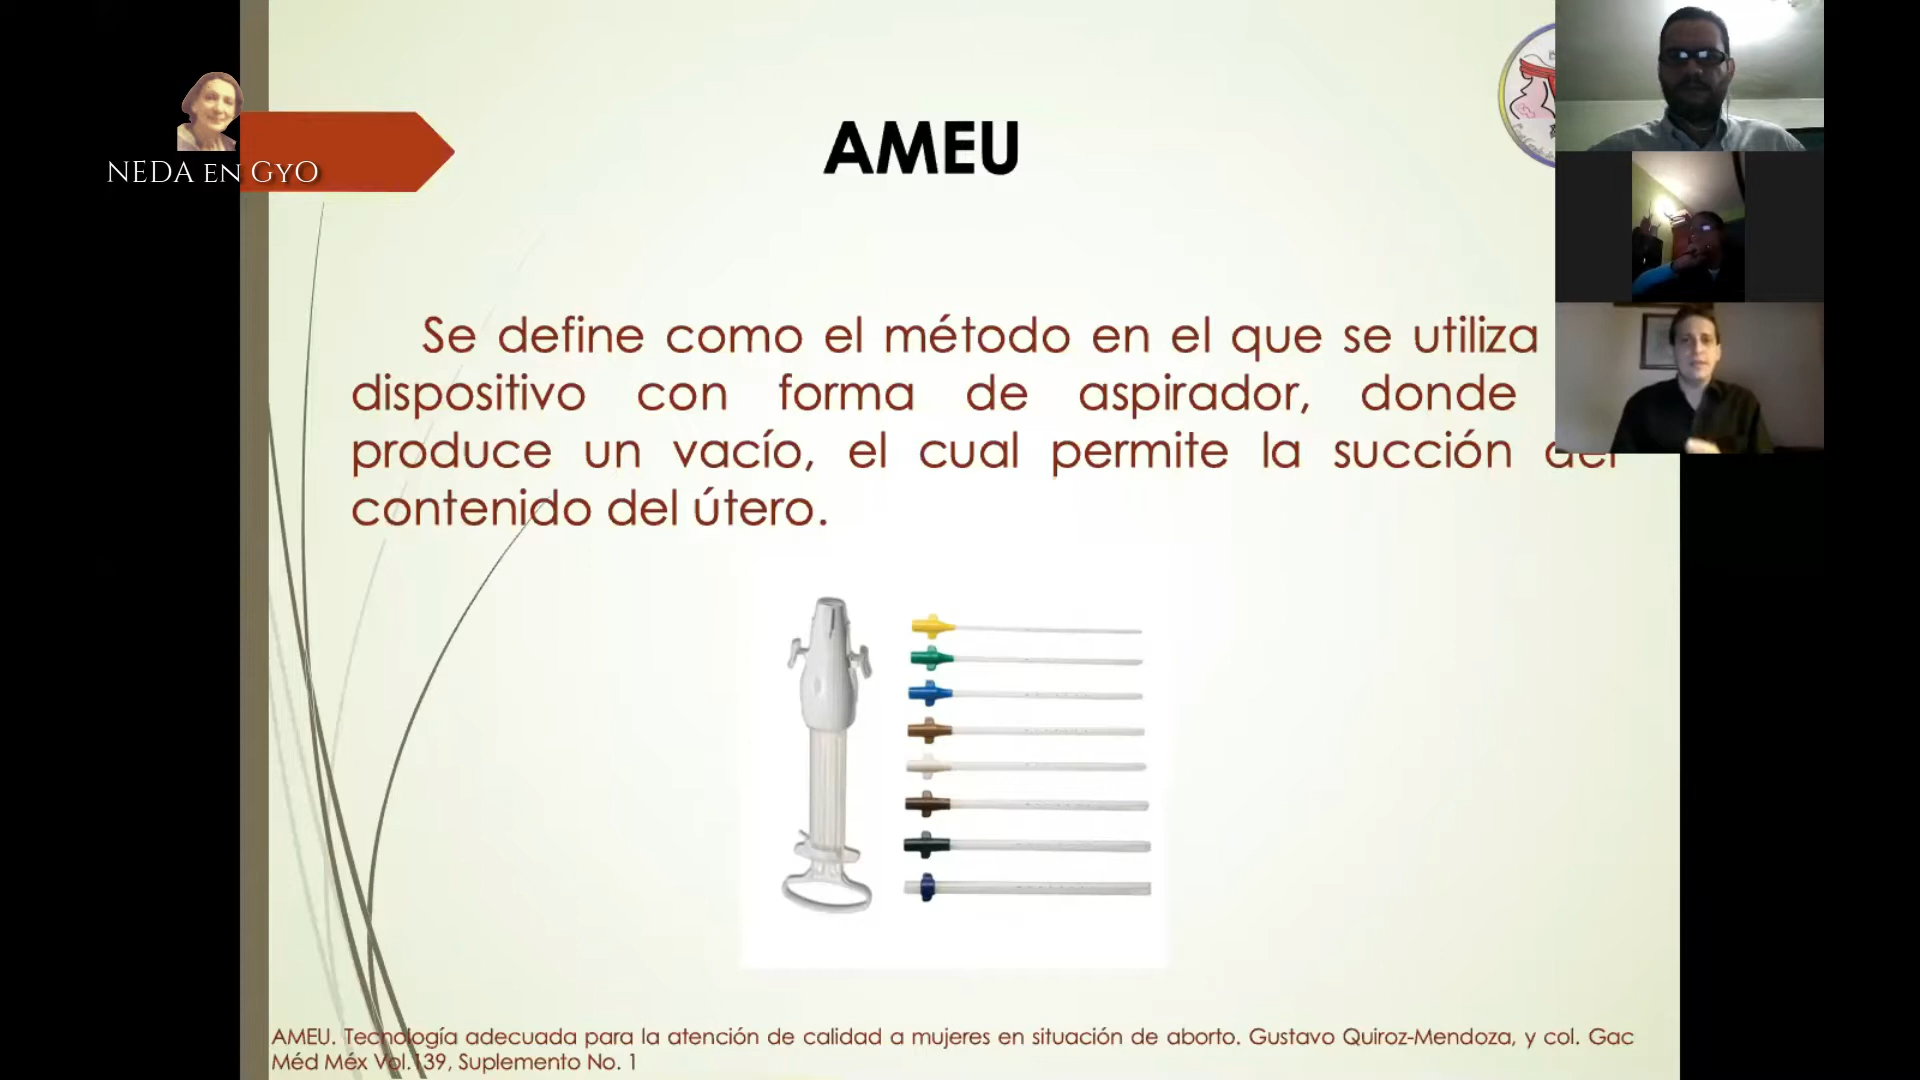 NEDA EN GYO
AMEU
Se define como el método en el que se utiliza
dispositivo con forma de aspirador, donde
produce un vacío, el cual permite la succión del
contenido del útero.
AMEU. Tecnología adecuada para la atención de calidad a mujeres en situación de aborto. Gustavo Quiroz-Mendoza, y col. Gac
Méd Méx Vol.139, Suplemento No. 1